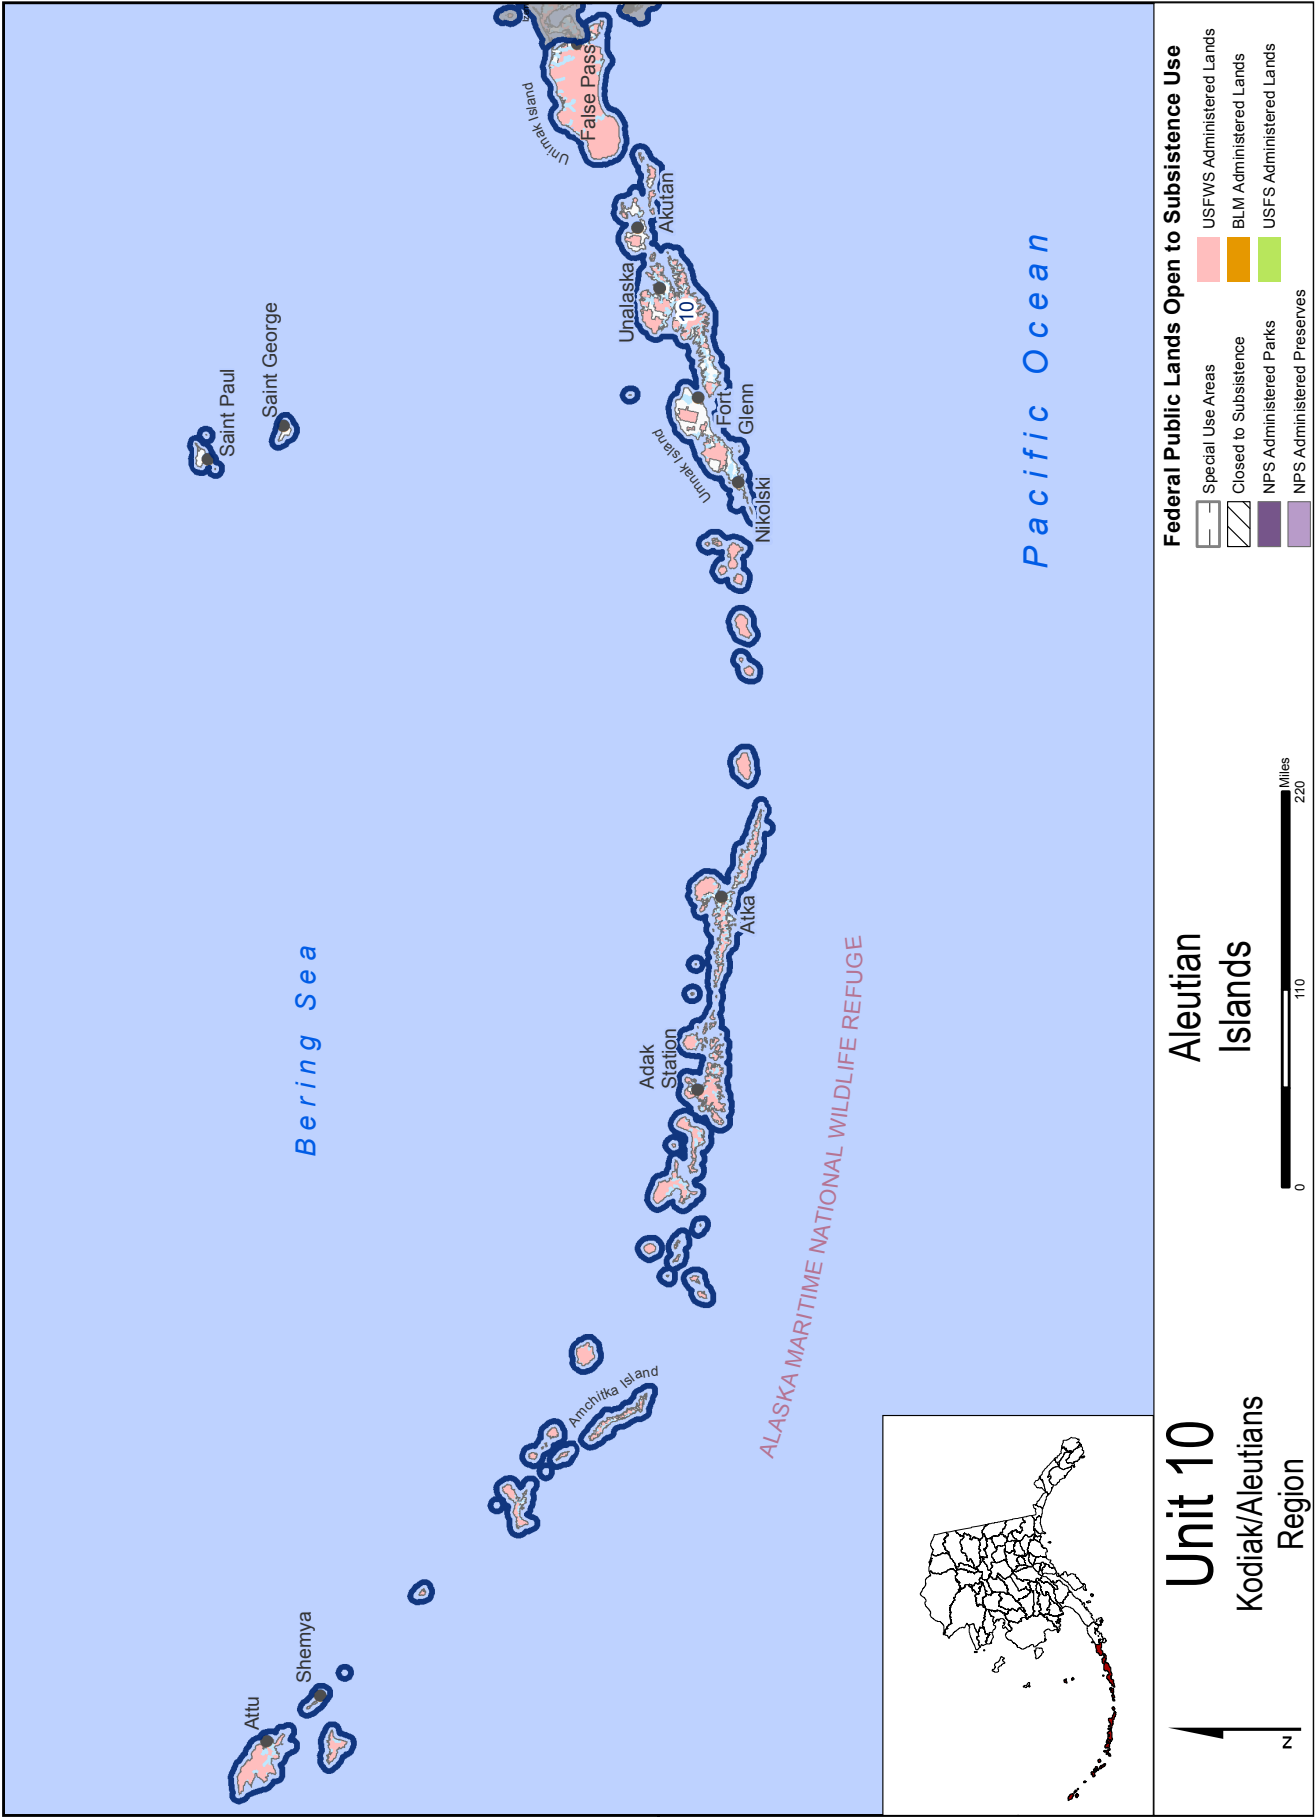 Bering Sea
Pacific Ocean
ALASKA MARITIME NATIONAL WILDLIFE REFUGE
Attu
Shemya
Amchitka Island
Adak
Station
Atka
Saint Paul
Saint George
Nikolski
Umnak Island
Fort
Glenn
Unalaska
10
Akutan
Unimak Island
False Pass
Unit 10
Kodiak/Aleutians
Region
Aleutian
Islands
N
0
110
220
Miles
Federal Public Lands Open to Subsistence Use
Special Use Areas
Closed to Subsistence
NPS Administered Parks
NPS Administered Preserves
USFWS Administered Lands
BLM Administered Lands
USFS Administered Lands